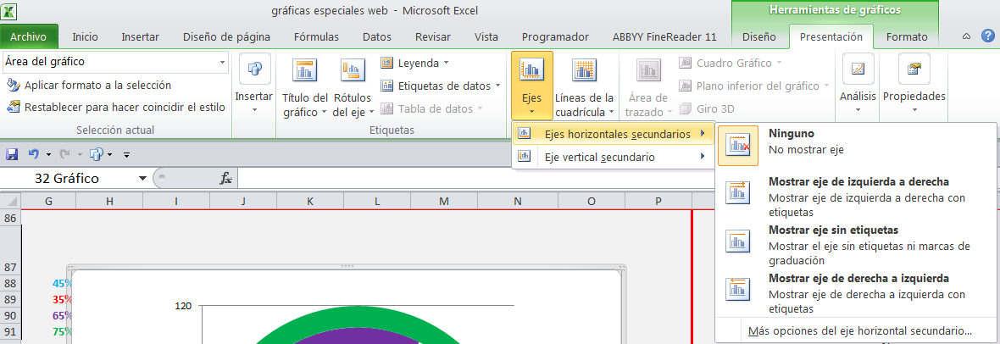 gráficas especiales web - Microsoft Excel
Herramientas de gráficos
Archivo Inicio Insertar Diseño de página Fórmulas Datos Revisar Vista Programador ABBYY FineReader 11 Diseño Presentación Formato
Área del gráfico
Aplicar formato a la selección
Restablecer para hacer coincidir el estilo
Selección actual
Insertar
Título del
gráfico
Rótulos
del eje
Leyenda
Etiquetas de datos
Tabla de datos
Etiquetas
Ejes
Líneas de la
cuadrícula
Área de
trazado
Cuadro Gráfico
Plano inferior del gráfico
Giro 3D
Análisis
Propiedades
Ejes horizontales secundarios
Eje vertical secundario
Ninguno
No mostrar eje
Mostrar eje de izquierda a derecha
Mostrar eje de izquierda a derecha con
etiquetas
Mostrar eje sin etiquetas
Mostrar el eje sin etiquetas ni marcas de
graduación
Mostrar eje de derecha a izquierda
Mostrar eje de derecha a izquierda con
etiquetas
Más opciones del eje horizontal secundario...
32 Gráfico
fx
G H I J K L M N O P
86
87
88 45%
89 35%
90 65%
91 75%
120